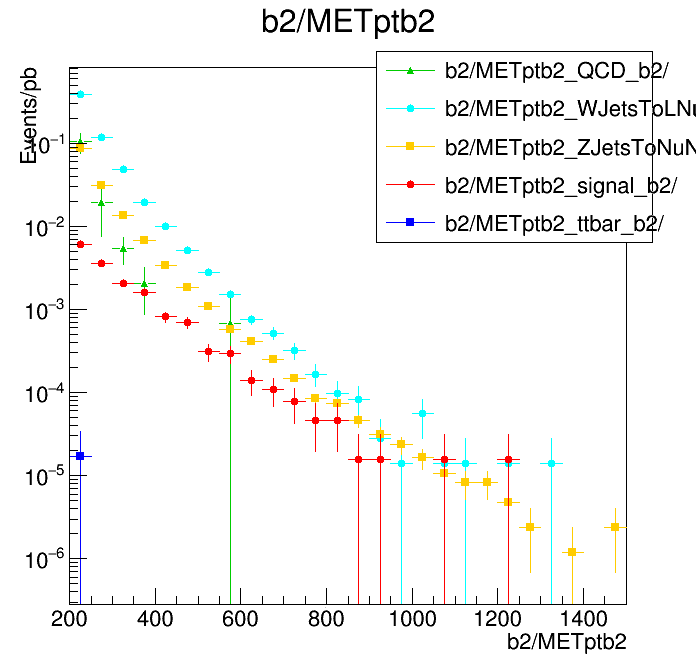 b2/METptb2
Events/pb
b2/METptb2_QCD_b2/
b2/METptb2_WJetsToLNu
b2/METptb2_ZJetsToNuN
b2/METptb2_signal_b2/
b2/METptb2_ttbar_b2/
10⁻¹
10⁻²
10⁻³
10⁻⁴
10⁻⁵
10⁻⁶
200 400 600 800 1000 1200 1400
b2/METptb2